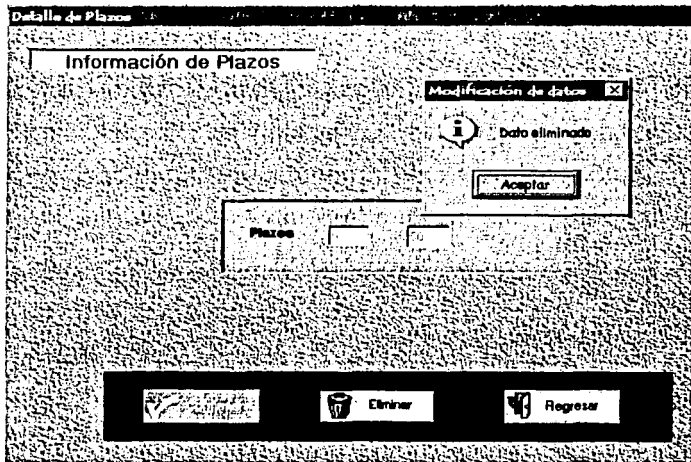 Detalle de Plazos
Información de Plazos
Modificación de datos
Dato eliminado
Aceptar
Plazos
Eliminar
Regresar